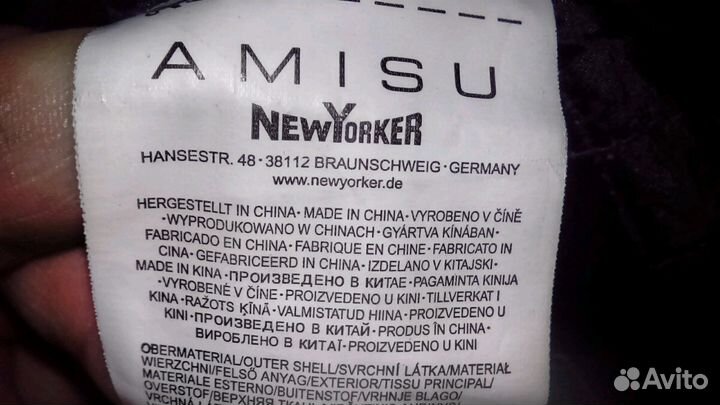 AMISU
NEWYORKER
HANSESTR. 48 · 38112 BRAUNSCHWEIG · GERMANY
www.newyorker.de
HERGESTELLT IN CHINA · MADE IN CHINA · VYROBENO V ČÍNĚ
· WYPRODUKOWANO W CHINACH · GYÁRTVA KÍNÁBAN ·
FABRICADO EN CHINA · FABRIQUE EN CHINE · FABRICATO IN
CINA · GEFABRICEERD IN CHINA · IZDELANO V KITAJSKI ·
MADE IN KINA · ПРОИЗВЕДЕНО В КИТАЕ · PAGAMINTA KINIJA
· VYROBENÉ V ČÍNE · PROIZVEDENO U KINI · TILLVERKAT I
KINA · RAŽOTS ĶĪNĀ · VALMISTATUD HIINA · PROIZVEDENO U
KINI · ПРОИЗВЕДЕНО В КИТАЙ · PRODUS ÎN CHINA ·
ВИРОБЛЕНО В КИТАЇ · PROIZVEDENO U KINI
OBERMATERIAL/OUTER SHELL/SVRCHNÍ LÁTKA/MATERIAŁ
WIERZCHNI/FELSŐ ANYAG/EXTERIOR/TISSU PRINCIPAL/
MATERIALE ESTERNO/BUITENSTOF/VRHNJE BLAGO/
OVERSTOF/ВЕРХНЯЯ
VRCHNÁ
Avito